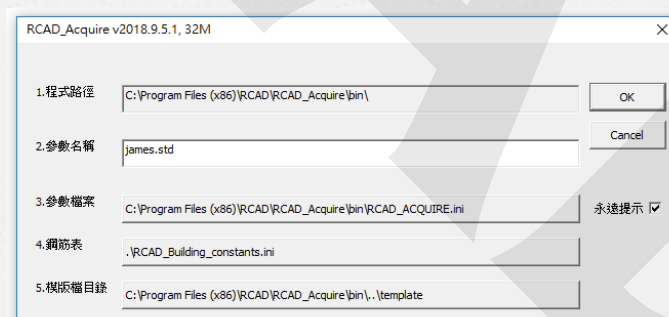 RCAD_Acquire v2018.9.5.1, 32M
1.程式路徑 C:\Program Files (x86)\RCAD\RCAD_Acquire\bin\ OK
Cancel
2.參數名稱 james.std
3.參數檔案 C:\Program Files (x86)\RCAD\RCAD_Acquire\bin\RCAD_ACQUIRE.ini 永遠提示
4.鋼筋表 .\RCAD_Building_constants.ini
5.模版檔目錄 C:\Program Files (x86)\RCAD\RCAD_Acquire\bin\..\template